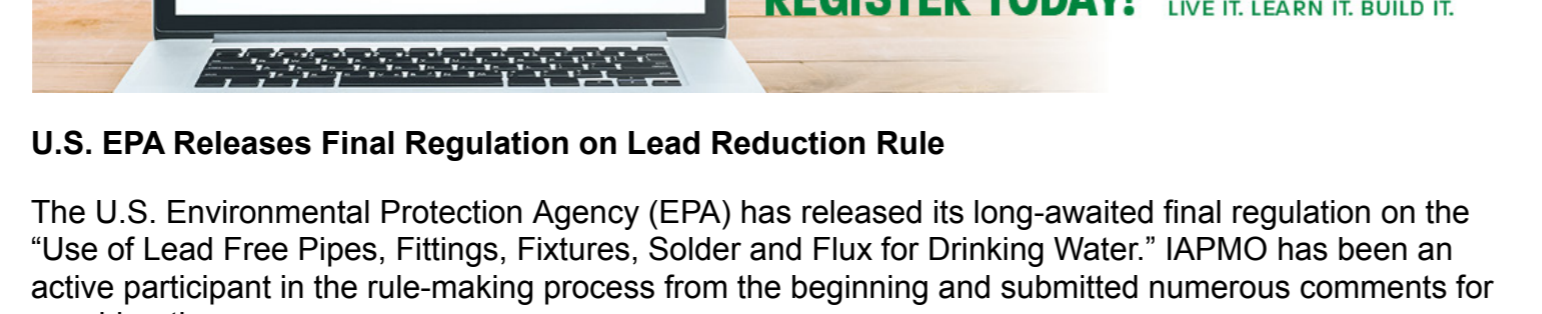 REGISTER TODAY! LIVE IT. LEARN IT. BUILD IT.
U.S. EPA Releases Final Regulation on Lead Reduction Rule
The U.S. Environmental Protection Agency (EPA) has released its long-awaited final regulation on the
“Use of Lead Free Pipes, Fittings, Fixtures, Solder and Flux for Drinking Water.” IAPMO has been an
active participant in the rule-making process from the beginning and submitted numerous comments for